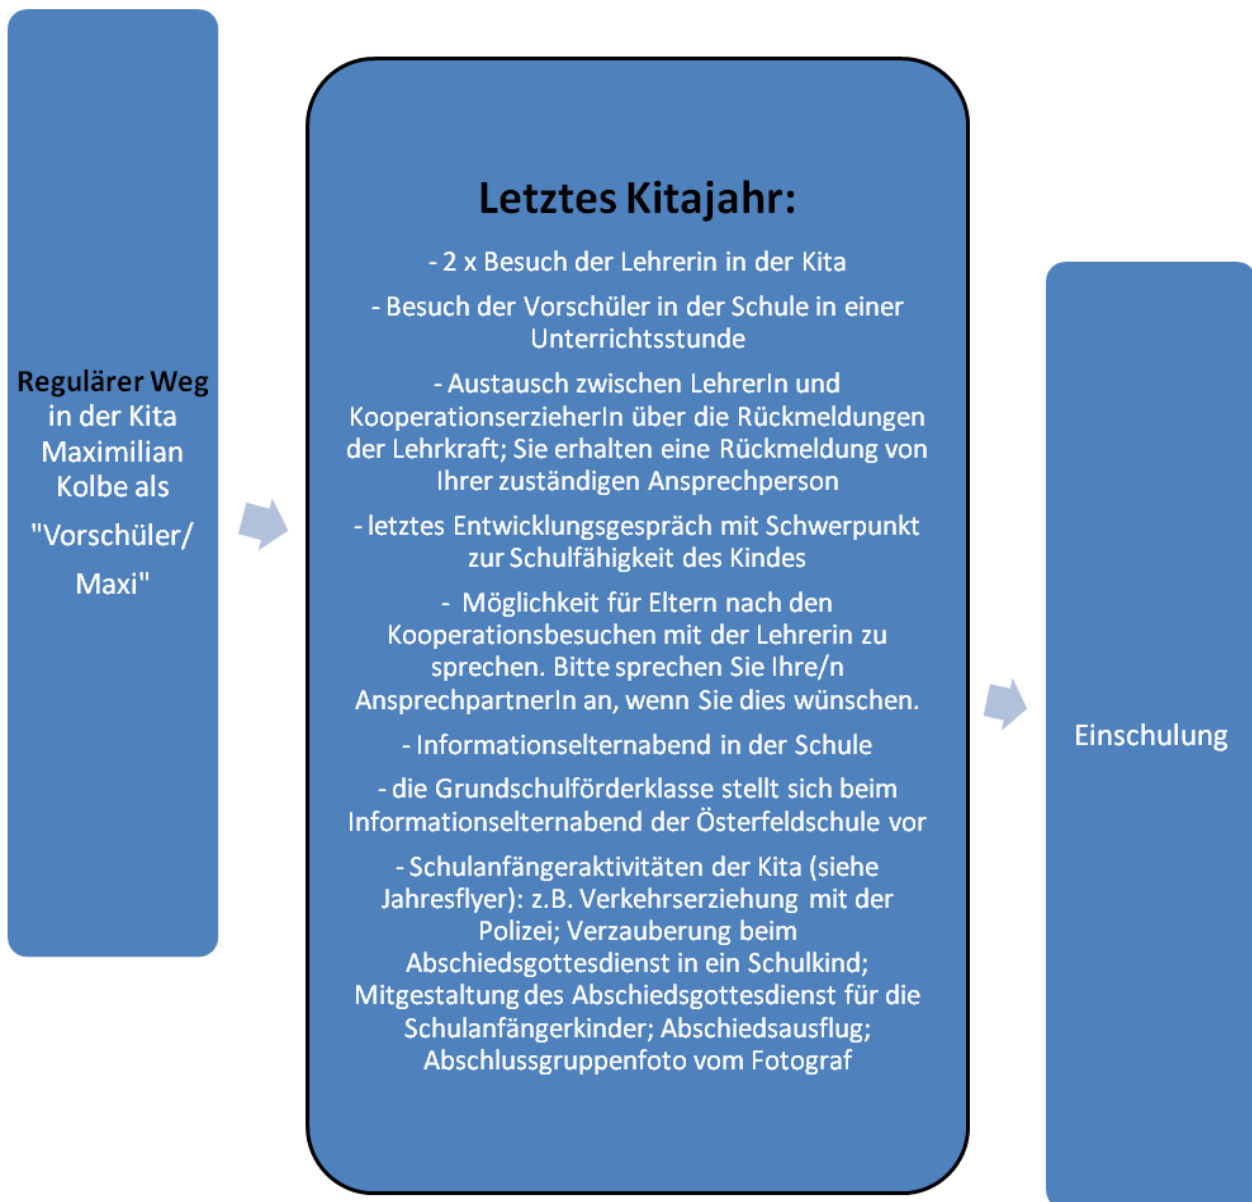 Regulärer Weg
in der Kita
Maximilian
Kolbe als
"Vorschüler/
Maxi"
Letztes Kitajahr:
- 2 x Besuch der Lehrerin in der Kita
- Besuch der Vorschüler in der Schule in einer
Unterrichtsstunde
- Austausch zwischen LehrerIn und
KooperationserzieherIn über die Rückmeldungen
der Lehrkraft; Sie erhalten eine Rückmeldung von
Ihrer zuständigen Ansprechperson
- letztes Entwicklungsgespräch mit Schwerpunkt
zur Schulfähigkeit des Kindes
- Möglichkeit für Eltern nach den
Kooperationsbesuchen mit der Lehrerin zu
sprechen. Bitte sprechen Sie Ihre/n
AnsprechpartnerIn an, wenn Sie dies wünschen.
- Informationselternabend in der Schule
- die Grundschulförderklasse stellt sich beim
Informationselternabend der Österfeldschule vor
- Schulanfängeraktivitäten der Kita (siehe
Jahresflyer): z.B. Verkehrserziehung mit der
Polizei; Verzauberung beim
Abschiedsgottesdienst in ein Schulkind;
Mitgestaltung des Abschiedsgottesdienst für die
Schulanfängerkinder; Abschiedsausflug;
Abschlussgruppenfoto vom Fotograf
Einschulung